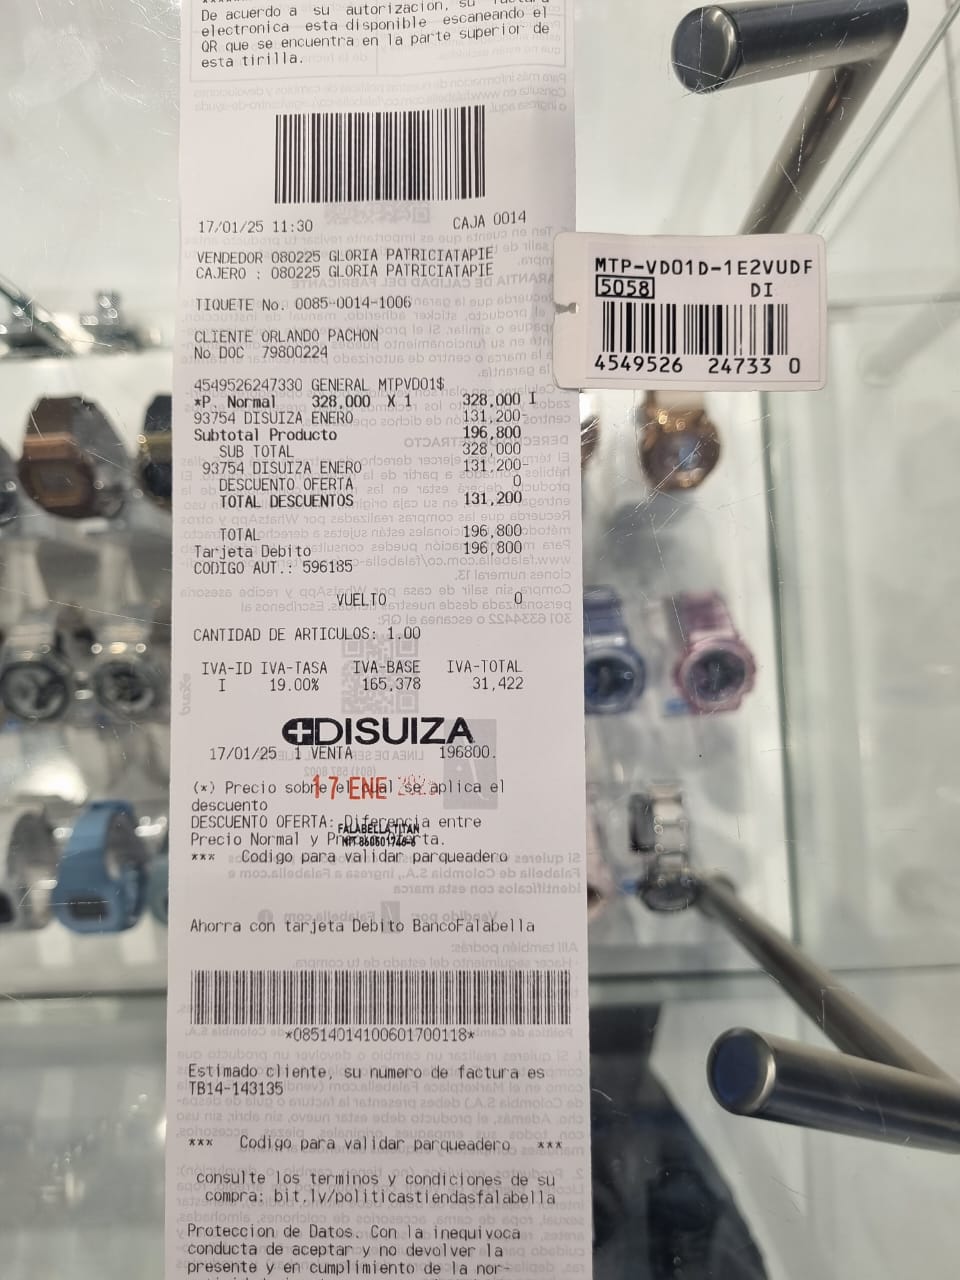 De acuerdo a su autorizacion, su factura
electronica esta disponible escaneando el
QR que se encuentra en la parte superior de
esta tirilla.
17/01/25 11:30 CAJA 0014
VENDEDOR 080225 GLORIA PATRICIATAPIE
CAJERO : 080225 GLORIA PATRICIATAPIE
TIQUETE No. 0085-0014-1006
CLIENTE ORLANDO PACHON
No DOC 79800224
4549526247330 GENERAL MTPVD01$
*P. Normal 328,000 X 1 328,000 I
93754 DISUIZA ENERO 131,200-
Subtotal Producto 196,800
SUB TOTAL 328,000
93754 DISUIZA ENERO 131,200-
DESCUENTO OFERTA 0
TOTAL DESCUENTOS 131,200
TOTAL 196,800
Tarjeta Debito 196,800
CODIGO AUT.: 596185
VUELTO 0
CANTIDAD DE ARTICULOS: 1.00
IVA-ID IVA-TASA IVA-BASE IVA-TOTAL
I 19.00% 165,378 31,422
DISUIZA
17/01/25 1 VENTA 196800.
17 ENE
(*) Precio sobre el cual se aplica el
descuento
DESCUENTO OFERTA: Diferencia entre
Precio Normal y Precio Oferta.
FALABELLA TITAN
*** Codigo para validar parqueadero
Ahorra con tarjeta Debito BancoFalabella
*08514014100601700118*
Estimado cliente, su numero de factura es
TB14-143135
*** Codigo para validar parqueadero ***
consulte los terminos y condiciones de su
compra: bit.ly/politicastiendasfalabella
Proteccion de Datos. Con la inequivoca
conducta de aceptar y no devolver la
presente y en cumplimiento de la nor-
MTP-VD01D-1E2VUDF
5058 DI
4549526 24733 0